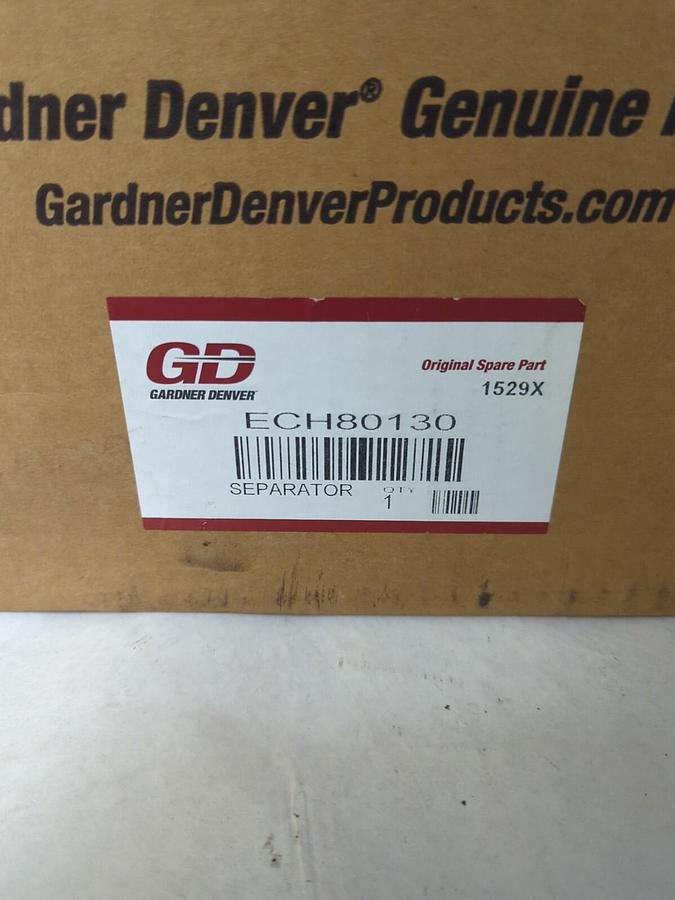 dner Denver® Genuine
GardnerDenverProducts.com
GD
GARDNER DENVER
Original Spare Part
1529X
ECH80130
SEPARATOR QTY
1